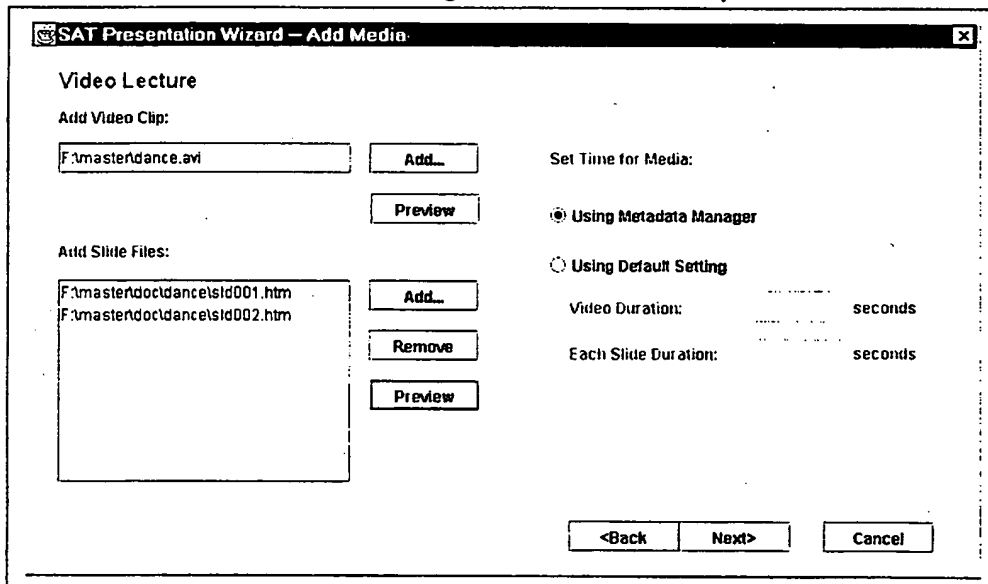 SAT Presentation Wizard – Add Media
Video Lecture
Add Video Clip:
F:\master\dance.avi
Add...
Preview
Add Slide Files:
F:\master\doc\dance\sld001.htm
F:\master\doc\dance\sld002.htm
Add...
Remove
Preview
Set Time for Media:
Using Metadata Manager
Using Default Setting
Video Duration: seconds
Each Slide Duration: seconds
<Back
Next>
Cancel